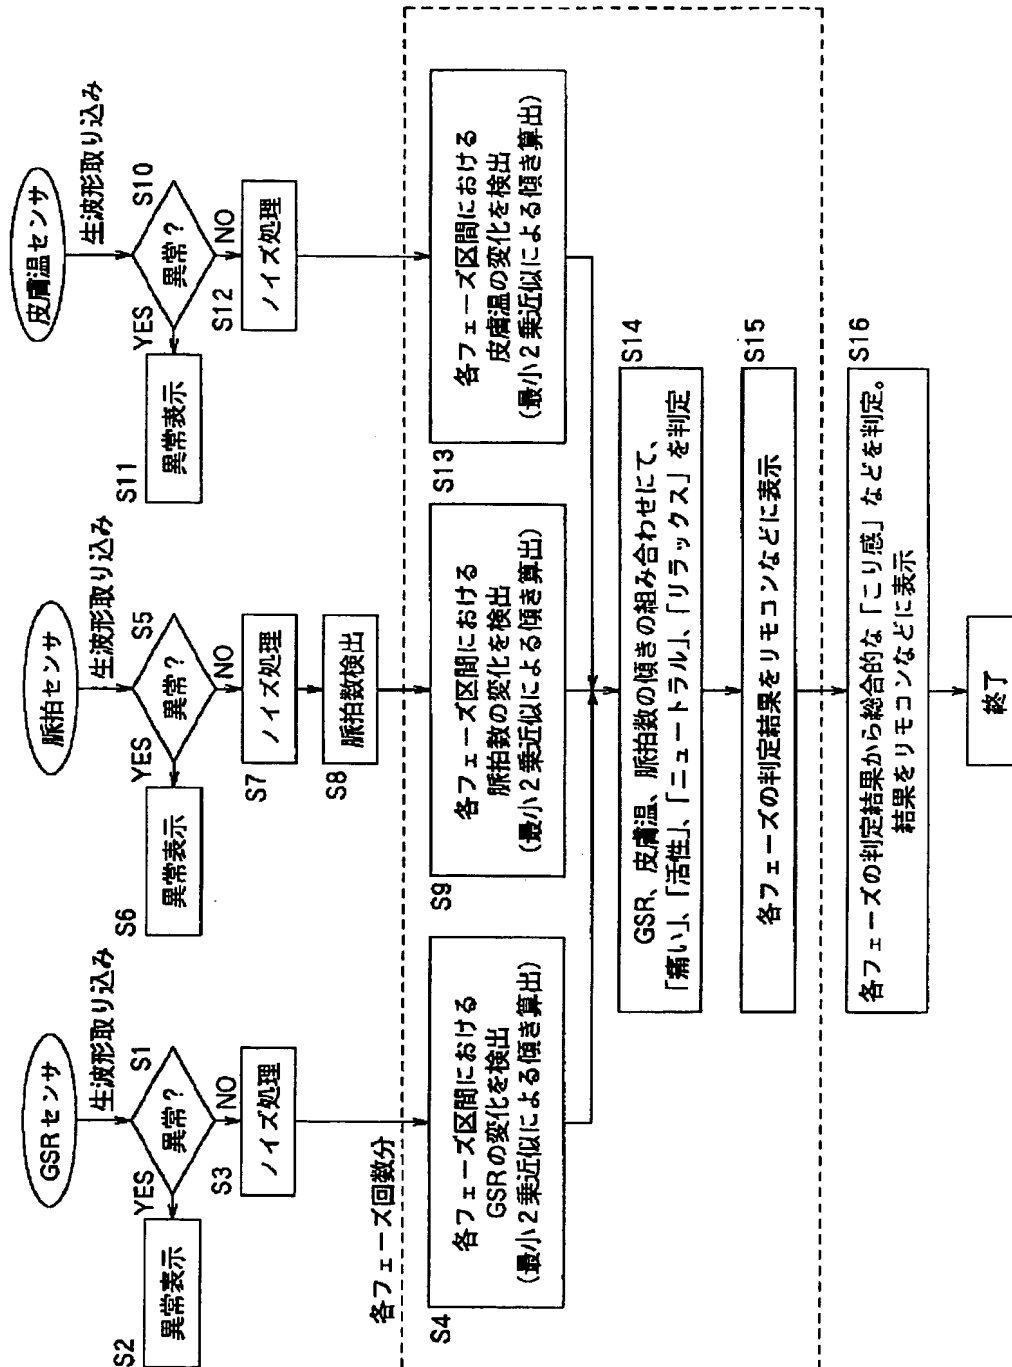 GSRセンサ
生波形取り込み
S1
異常?
YES
NO
S2
異常表示
S3
ノイズ処理
各フェーズ回数分
S4
各フェーズ区間における
GSRの変化を検出
(最小2乗近似による傾き算出)
脈拍センサ
生波形取り込み
S5
異常?
YES
NO
S6
異常表示
S7
ノイズ処理
S8
脈拍数検出
S9
各フェーズ区間における
脈拍数の変化を検出
(最小2乗近似による傾き算出)
皮膚温センサ
生波形取り込み
S10
異常?
YES
NO
S11
異常表示
S12
ノイズ処理
S13
各フェーズ区間における
皮膚温の変化を検出
(最小2乗近似による傾き算出)
S14
GSR、皮膚温、脈拍数の傾きの組み合わせにて、
「痛い」、「活性」、「ニュートラル」、「リラックス」を判定
S15
各フェーズの判定結果をリモコンなどに表示
S16
各フェーズの判定結果から総合的な「こり感」などを判定。
結果をリモコンなどに表示
終了